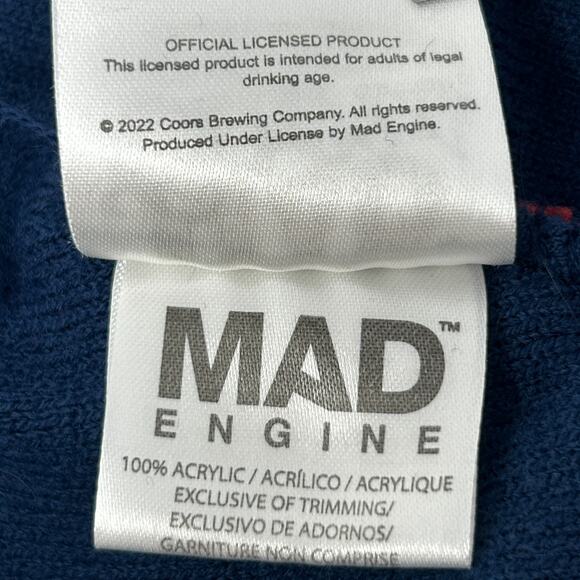 OFFICIAL LICENSED PRODUCT
This licensed product is intended for adults of legal
drinking age.
© 2022 Coors Brewing Company. All rights reserved.
Produced Under License by Mad Engine.
MAD™
ENGINE
100% ACRYLIC / ACRÍLICO / ACRYLIQUE
EXCLUSIVE OF TRIMMING/
EXCLUSIVO DE ADORNOS/
GARNITURE NON COMPRISE